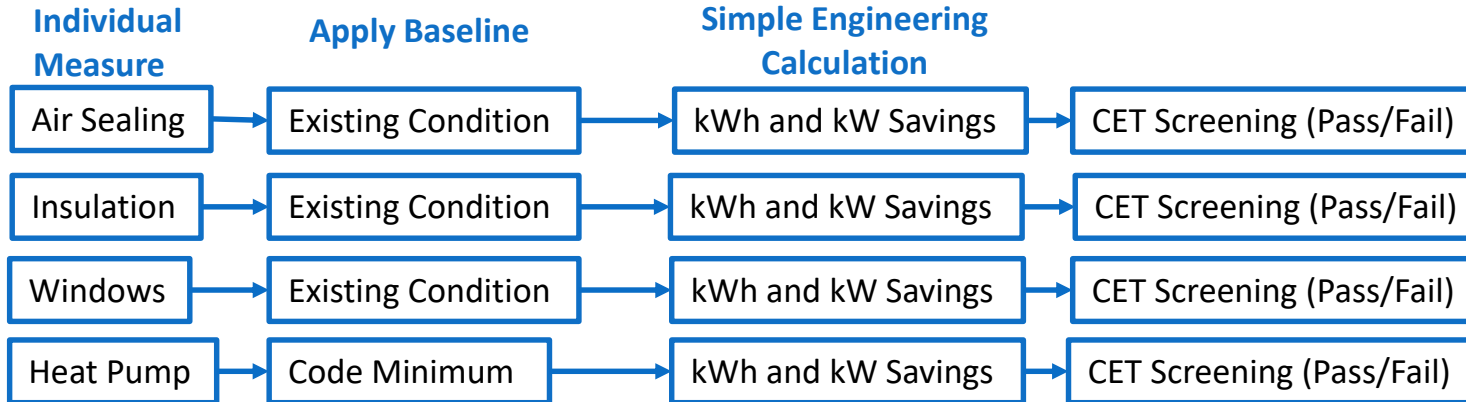 Individual
Measure
Apply Baseline
Simple Engineering
Calculation
Air Sealing
Existing Condition
kWh and kW Savings
CET Screening (Pass/Fail)
Insulation
Existing Condition
kWh and kW Savings
CET Screening (Pass/Fail)
Windows
Existing Condition
kWh and kW Savings
CET Screening (Pass/Fail)
Heat Pump
Code Minimum
kWh and kW Savings
CET Screening (Pass/Fail)